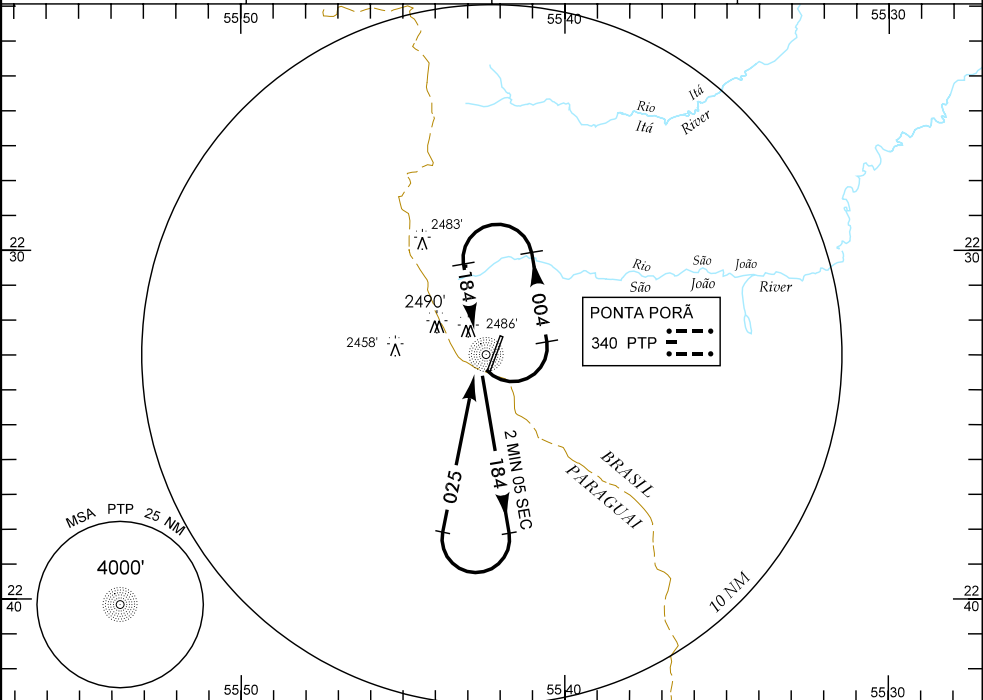 55 50
55 40
55 30
Rio Itá
Itá River
2483'
22 30
22 30
Rio São João
São João River
184
004
2490'
2486'
2458'
PONTA PORÃ
340 PTP
2 MIN 05 SEC
025
184
BRASIL
PARAGUAI
MSA PTP 25 NM
4000'
22 40
22 40
10 NM
55 50
55 40
55 30